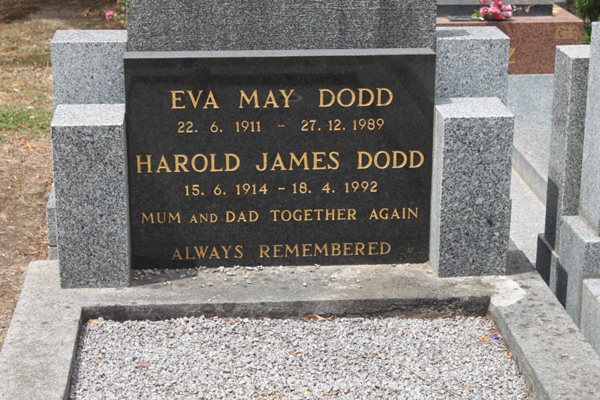 EVA MAY DODD
22. 6. 1911 - 27. 12. 1989
HAROLD JAMES DODD
15. 6. 1914 - 18. 4. 1992
MUM AND DAD TOGETHER AGAIN
ALWAYS REMEMBERED